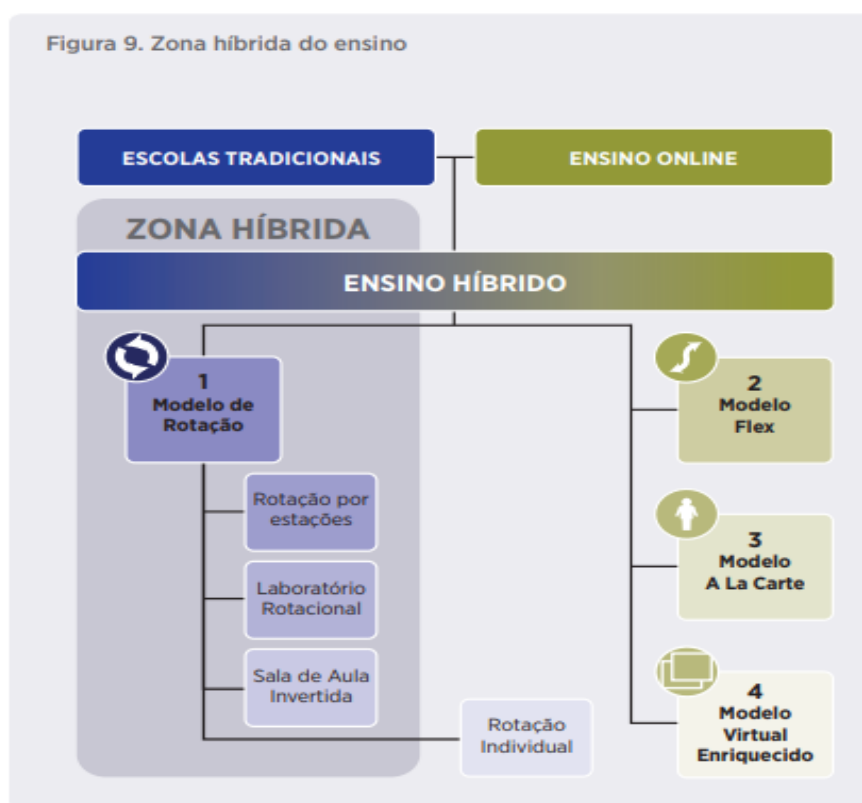 Figura 9. Zona híbrida do ensino
ESCOLAS TRADICIONAIS
ENSINO ONLINE
ZONA HÍBRIDA
ENSINO HÍBRIDO
1
Modelo de
Rotação
Rotação por
estações
Laboratório
Rotacional
Sala de Aula
Invertida
Rotação
Individual
2
Modelo
Flex
3
Modelo
A La Carte
4
Modelo
Virtual
Enriquecido